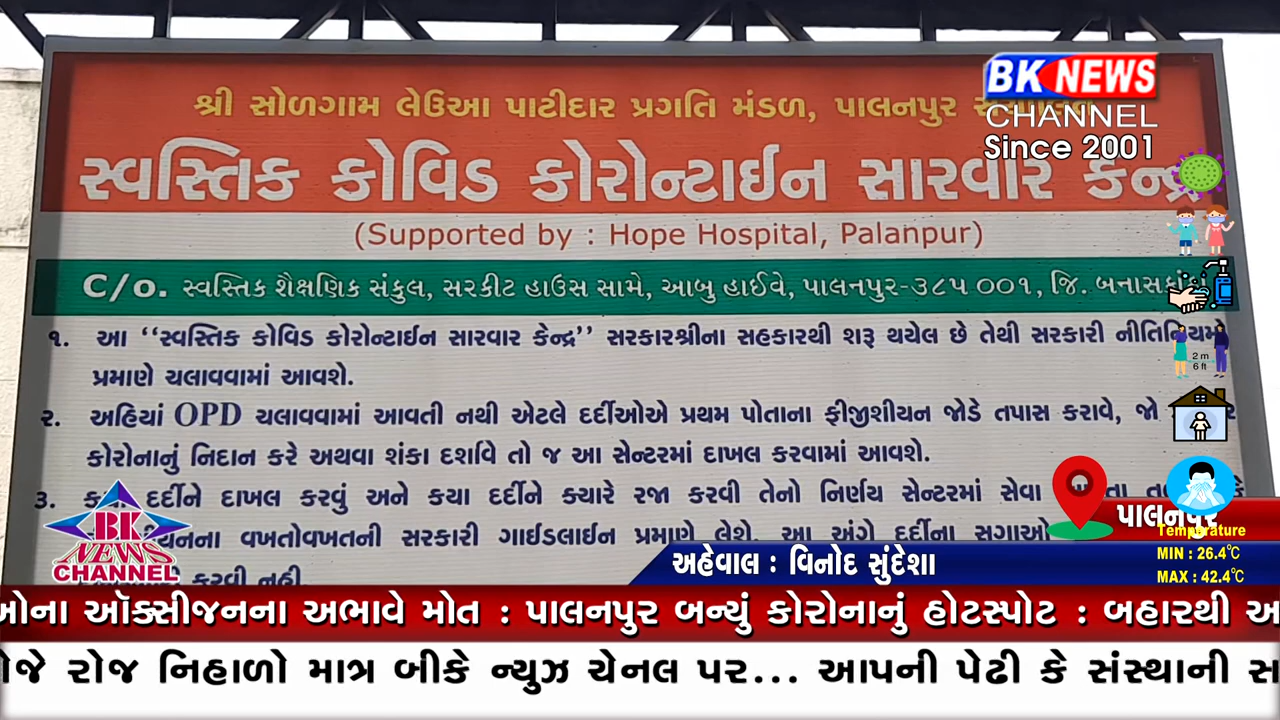 શ્રી સોળગામ લેઉઆ પાટીદાર પ્રગતિ મંડળ, પાલનપુર
BK NEWS
CHANNEL
Since 2001
સ્વસ્તિક કોવિડ કોરોન્ટાઈન સારવાર કેન્દ્ર
(Supported by : Hope Hospital, Palanpur)
C/o. સ્વસ્તિક શૈક્ષણિક સંકુલ, સરકીટ હાઉસ સામે, આબુ હાઈવે, પાલનપુર-૩૮૫ ૦૦૧, જિ. બનાસકાંઠા
૧. આ “સ્વસ્તિક કોવિડ કોરોન્ટાઈન સારવાર કેન્દ્ર” સરકારશ્રીના સહકારથી શરૂ થયેલ છે તેથી સરકારી નીતિનિયમો
પ્રમાણે ચલાવવામાં આવશે.
2 m
6 ft
૨. અહિયાં OPD ચલાવવામાં આવતી નથી એટલે દર્દીઓએ પ્રથમ પોતાના ફીજીશીયન જોડે તપાસ કરાવે, જો
કોરોનાનું નિદાન કરે અથવા શંકા દર્શાવે તો જ આ સેન્ટરમાં દાખલ કરવામાં આવશે.
૩. કયા દર્દીને દાખલ કરવું અને કયા દર્દીને ક્યારે રજા કરવી તેનો નિર્ણય સેન્ટરમાં સેવા
વખતોવખતની સરકારી ગાઈડલાઈન પ્રમાણે લેશે. આ અંગે દર્દીના સગાઓ
કરવી નહી
પાલનપુર
Temperature
MIN : 26.4℃
MAX : 42.4℃
BK
NEWS
CHANNEL
અહેવાલ : વિનોદ સુંદેશા
ઓના ઑક્સીજનના અભાવે મોત : પાલનપુર બન્યું કોરોનાનું હોટસ્પોટ : બહારથી
રોજ નિહાળો માત્ર બીકે ન્યુઝ ચેનલ પર... આપની પેઢી કે સંસ્થાની